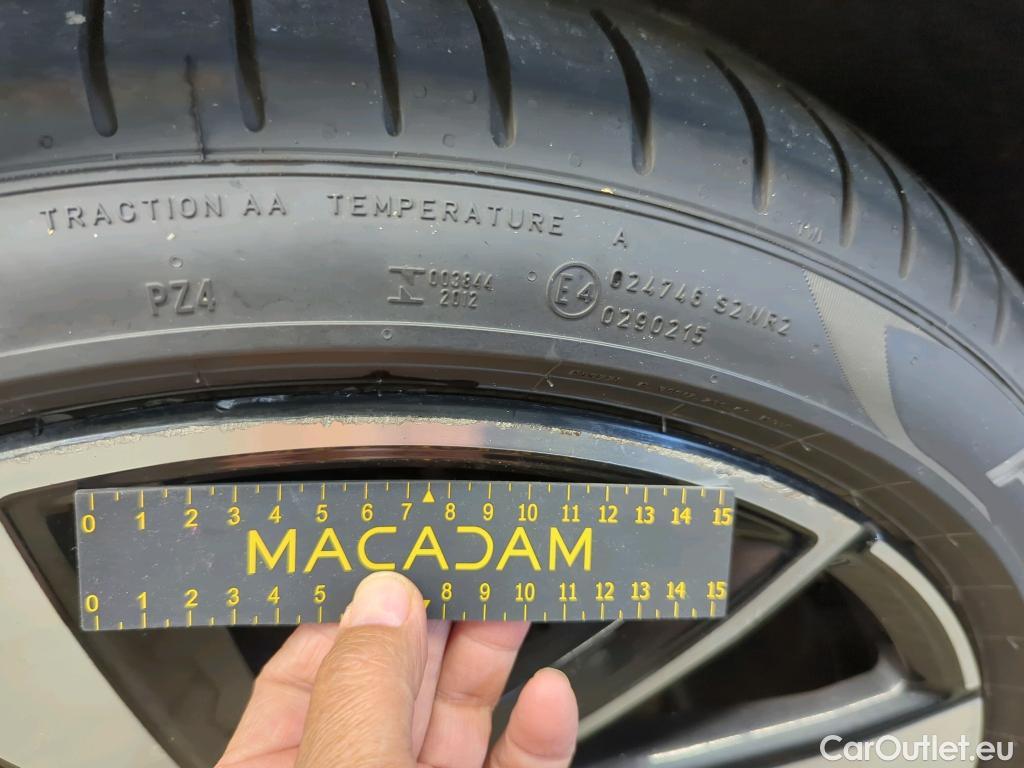 TRACTION AA TEMPERATURE A
PZ4
003844
2012
E4
024746 S2WR2
0290215
0 1 2 3 4 5 6 7 8 9 10 11 12 13 14 15
MACADAM
0 1 2 3 4 5 8 9 10 11 12 13 14 15
CarOutlet.eu